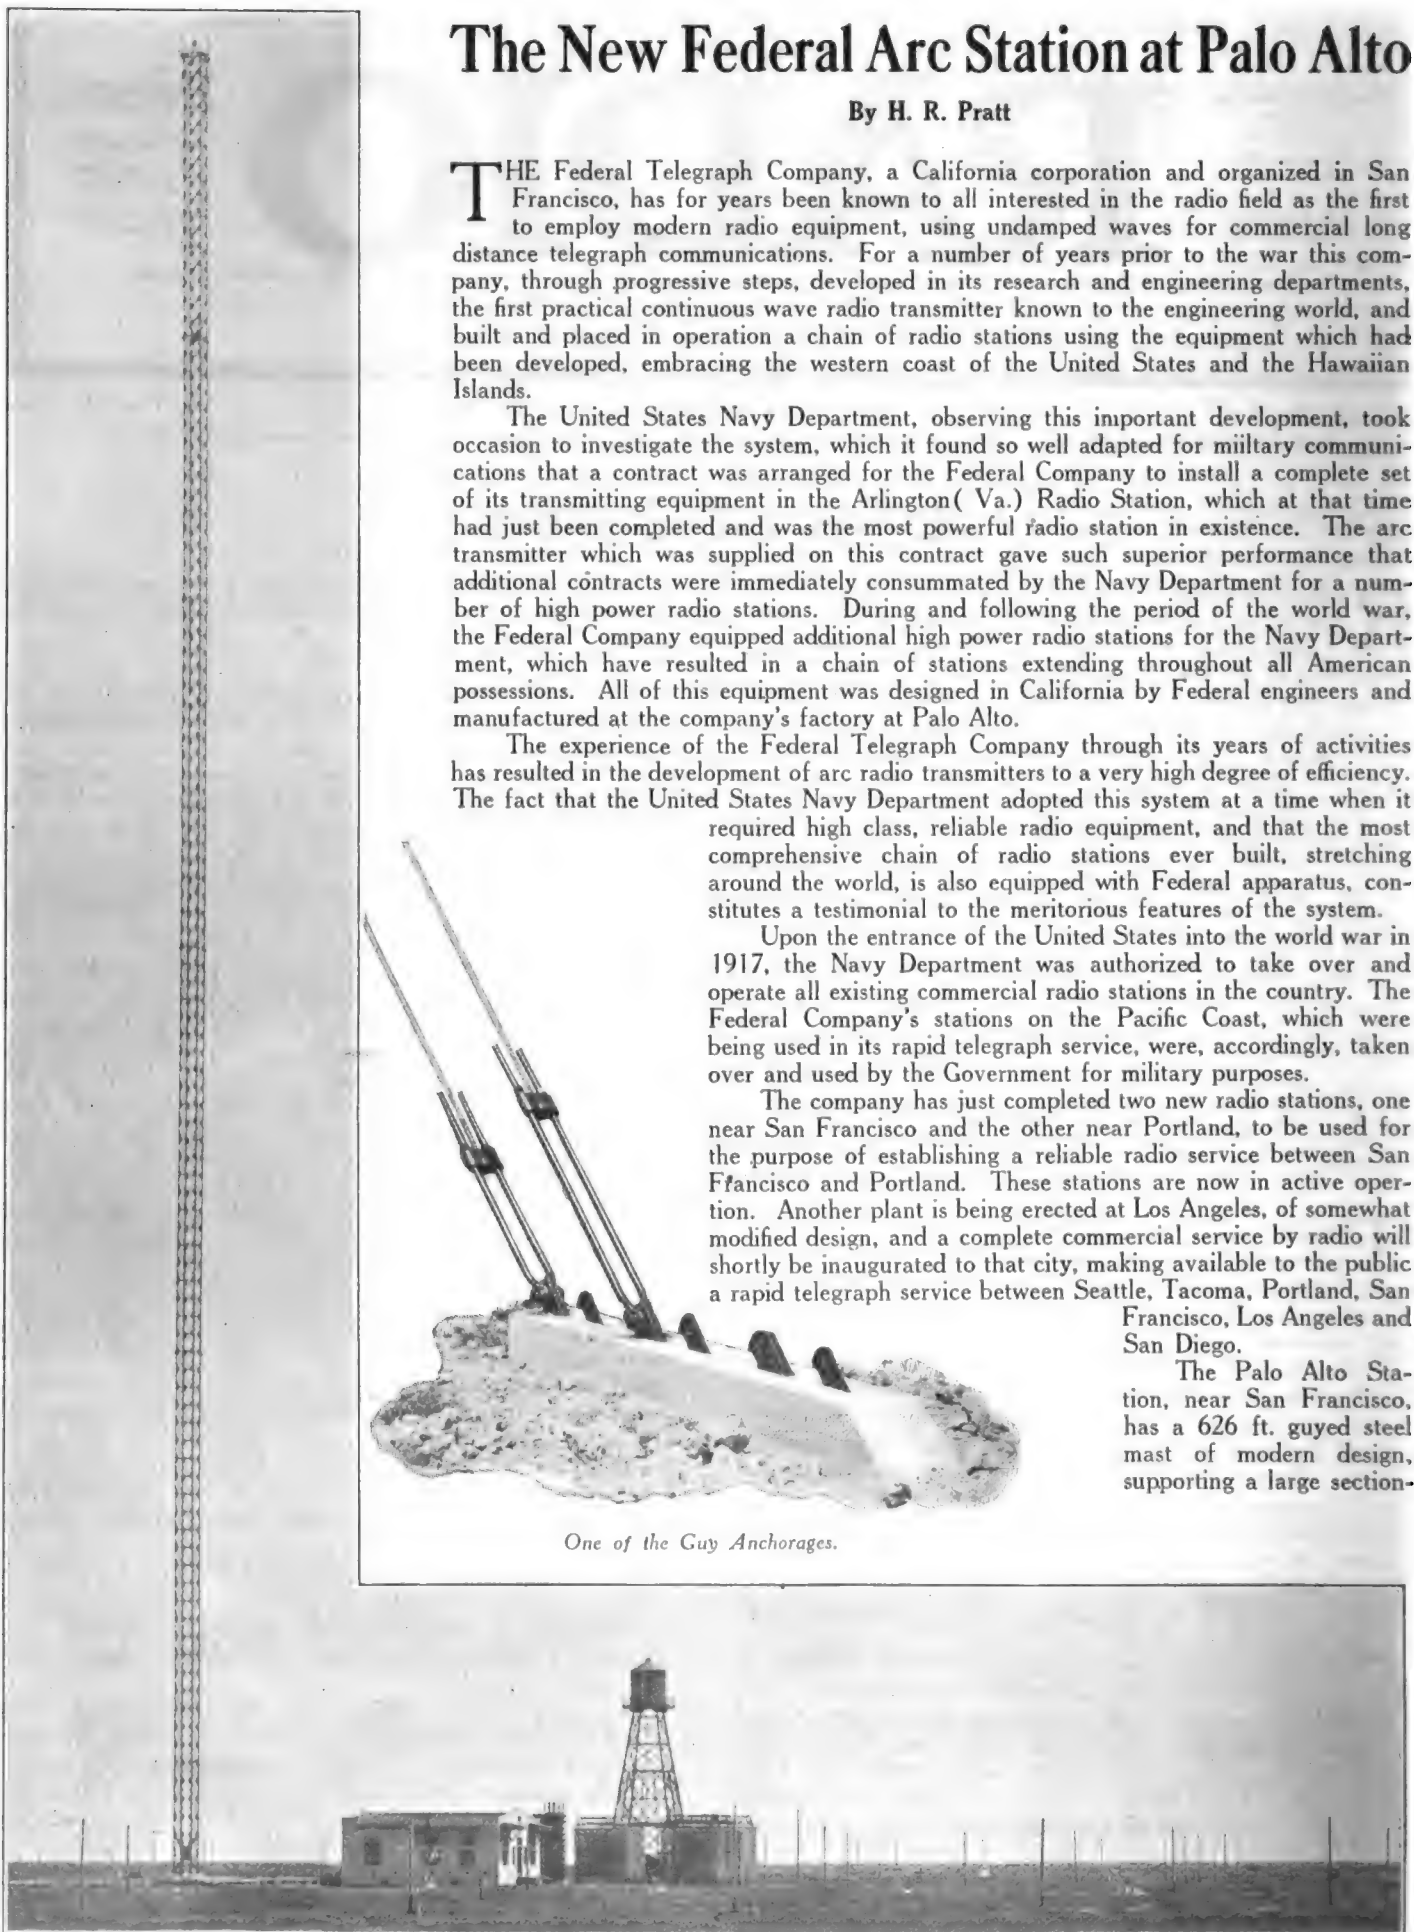 The New Federal Arc Station at Palo Alto
By H. R. Pratt
THE Federal Telegraph Company, a California corporation and organized in San
Francisco, has for years been known to all interested in the radio field as the first
to employ modern radio equipment, using undamped waves for commercial long
distance telegraph communications. For a number of years prior to the war this com-
pany, through progressive steps, developed in its research and engineering departments,
the first practical continuous wave radio transmitter known to the engineering world, and
built and placed in operation a chain of radio stations using the equipment which had
been developed, embracing the western coast of the United States and the Hawaiian
Islands.
The United States Navy Department, observing this important development, took
occasion to investigate the system, which it found so well adapted for miiltary communi-
cations that a contract was arranged for the Federal Company to install a complete set
of its transmitting equipment in the Arlington( Va.) Radio Station, which at that time
had just been completed and was the most powerful radio station in existence. The arc
transmitter which was supplied on this contract gave such superior performance that
additional contracts were immediately consummated by the Navy Department for a num-
ber of high power radio stations. During and following the period of the world war,
the Federal Company equipped additional high power radio stations for the Navy Depart-
ment, which have resulted in a chain of stations extending throughout all American
possessions. All of this equipment was designed in California by Federal engineers and
manufactured at the company's factory at Palo Alto.
The experience of the Federal Telegraph Company through its years of activities
has resulted in the development of arc radio transmitters to a very high degree of efficiency.
The fact that the United States Navy Department adopted this system at a time when it
required high class, reliable radio equipment, and that the most
comprehensive chain of radio stations ever built, stretching
around the world, is also equipped with Federal apparatus, con-
stitutes a testimonial to the meritorious features of the system.
Upon the entrance of the United States into the world war in
1917, the Navy Department was authorized to take over and
operate all existing commercial radio stations in the country. The
Federal Company's stations on the Pacific Coast, which were
being used in its rapid telegraph service, were, accordingly, taken
over and used by the Government for military purposes.
The company has just completed two new radio stations, one
near San Francisco and the other near Portland, to be used for
the purpose of establishing a reliable radio service between San
Ffancisco and Portland. These stations are now in active oper-
tion. Another plant is being erected at Los Angeles, of somewhat
modified design, and a complete commercial service by radio will
shortly be inaugurated to that city, making available to the public
a rapid telegraph service between Seattle, Tacoma, Portland, San
Francisco, Los Angeles and
San Diego.
The Palo Alto Sta-
tion, near San Francisco,
has a 626 ft. guyed steel
mast of modern design,
supporting a large section-
One of the Guy Anchorages.